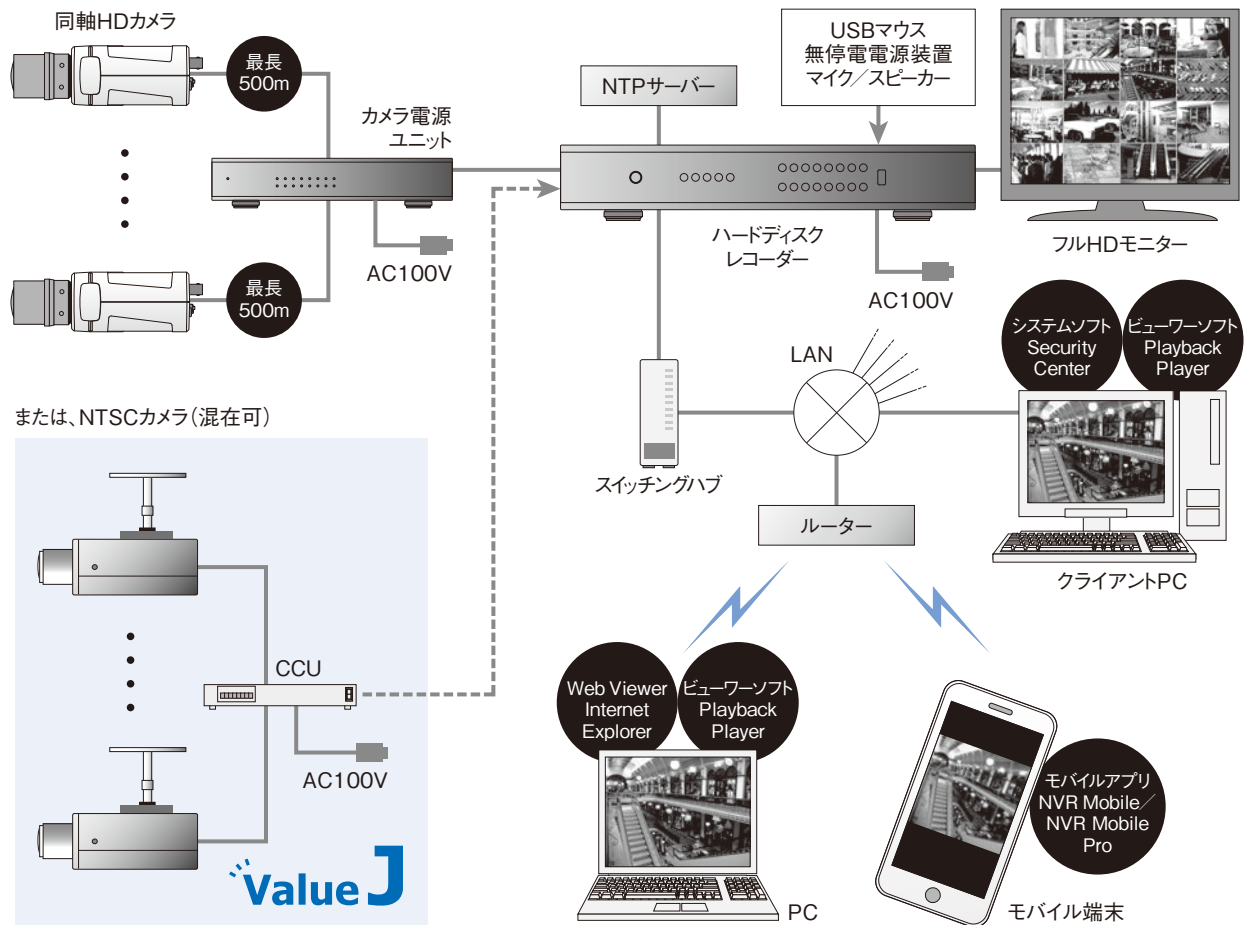 同軸HDカメラ
最長
500m
カメラ電源
ユニット
AC100V
最長
500m
NTPサーバー
USBマウス
無停電電源装置
マイク／スピーカー
ハードディスク
レコーダー
AC100V
フルHDモニター
システムソフト
Security
Center
ビューワーソフト
Playback
Player
LAN
スイッチングハブ
ルーター
クライアントPC
または、NTSCカメラ（混在可）
CCU
AC100V
Value J
Web Viewer
Internet
Explorer
ビューワーソフト
Playback
Player
PC
モバイルアプリ
NVR Mobile／
NVR Mobile
Pro
モバイル端末